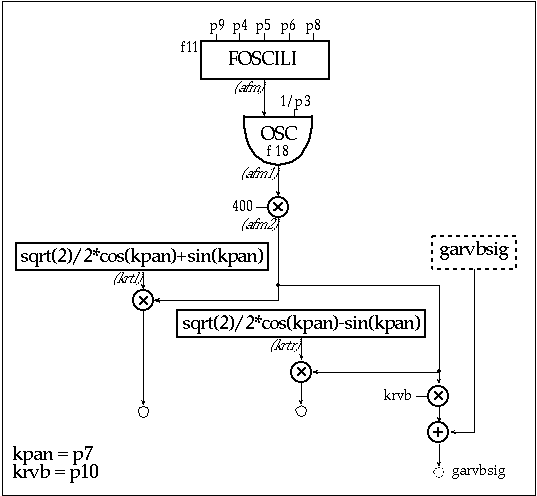 p9 p4 p5 p6 p8
f11
FOSCILI
(afm)
1/p3
OSC
f 18
(afm1)
400
×
(afm2)
garvbsig
sqrt(2)/2*cos(kpan)+sin(kpan)
(krtl)
×
sqrt(2)/2*cos(kpan)-sin(kpan)
(krtr)
×
krvb
×
+
garvbsig
kpan = p7
krvb = p10